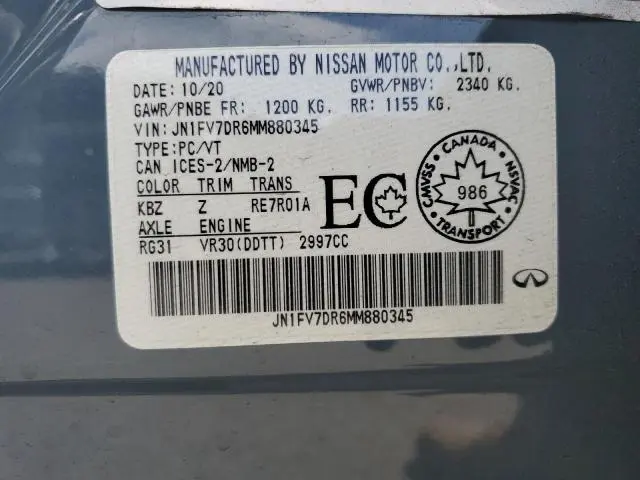 MANUFACTURED BY NISSAN MOTOR CO.,LTD.
DATE: 10/20 GVWR/PNBV: 2340 KG.
GAWR/PNBE FR: 1200 KG. RR: 1155 KG.
VIN: JN1FV7DR6MM880345
TYPE:PC/VT
CAN ICES-2/NMB-2
COLOR TRIM TRANS
KBZ Z RE7R01A
AXLE ENGINE
RG31 VR30(DDTT) 2997CC
EC
CANADA
CMVSS 986 NSVAC
TRANSPORT
JN1FV7DR6MM880345